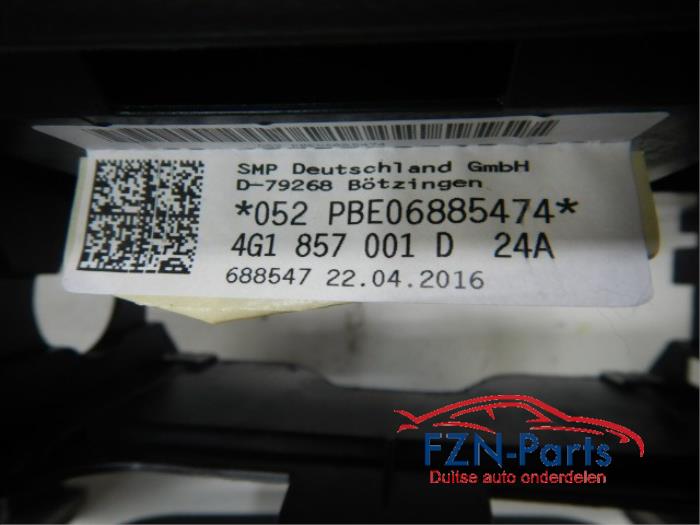 SMP Deutschland GmbH
D-79268 Bötzingen
*052 PBE06885474*
4G1 857 001 D 24A
688547 22.04.2016
FZN-Parts
Duitse auto onderdelen